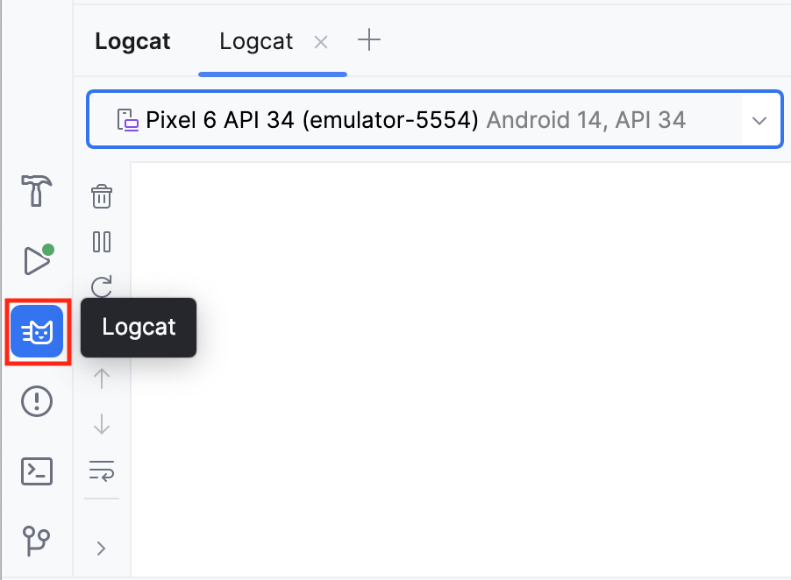 Logcat Logcat
Pixel 6 API 34 (emulator-5554) Android 14, API 34
Logcat